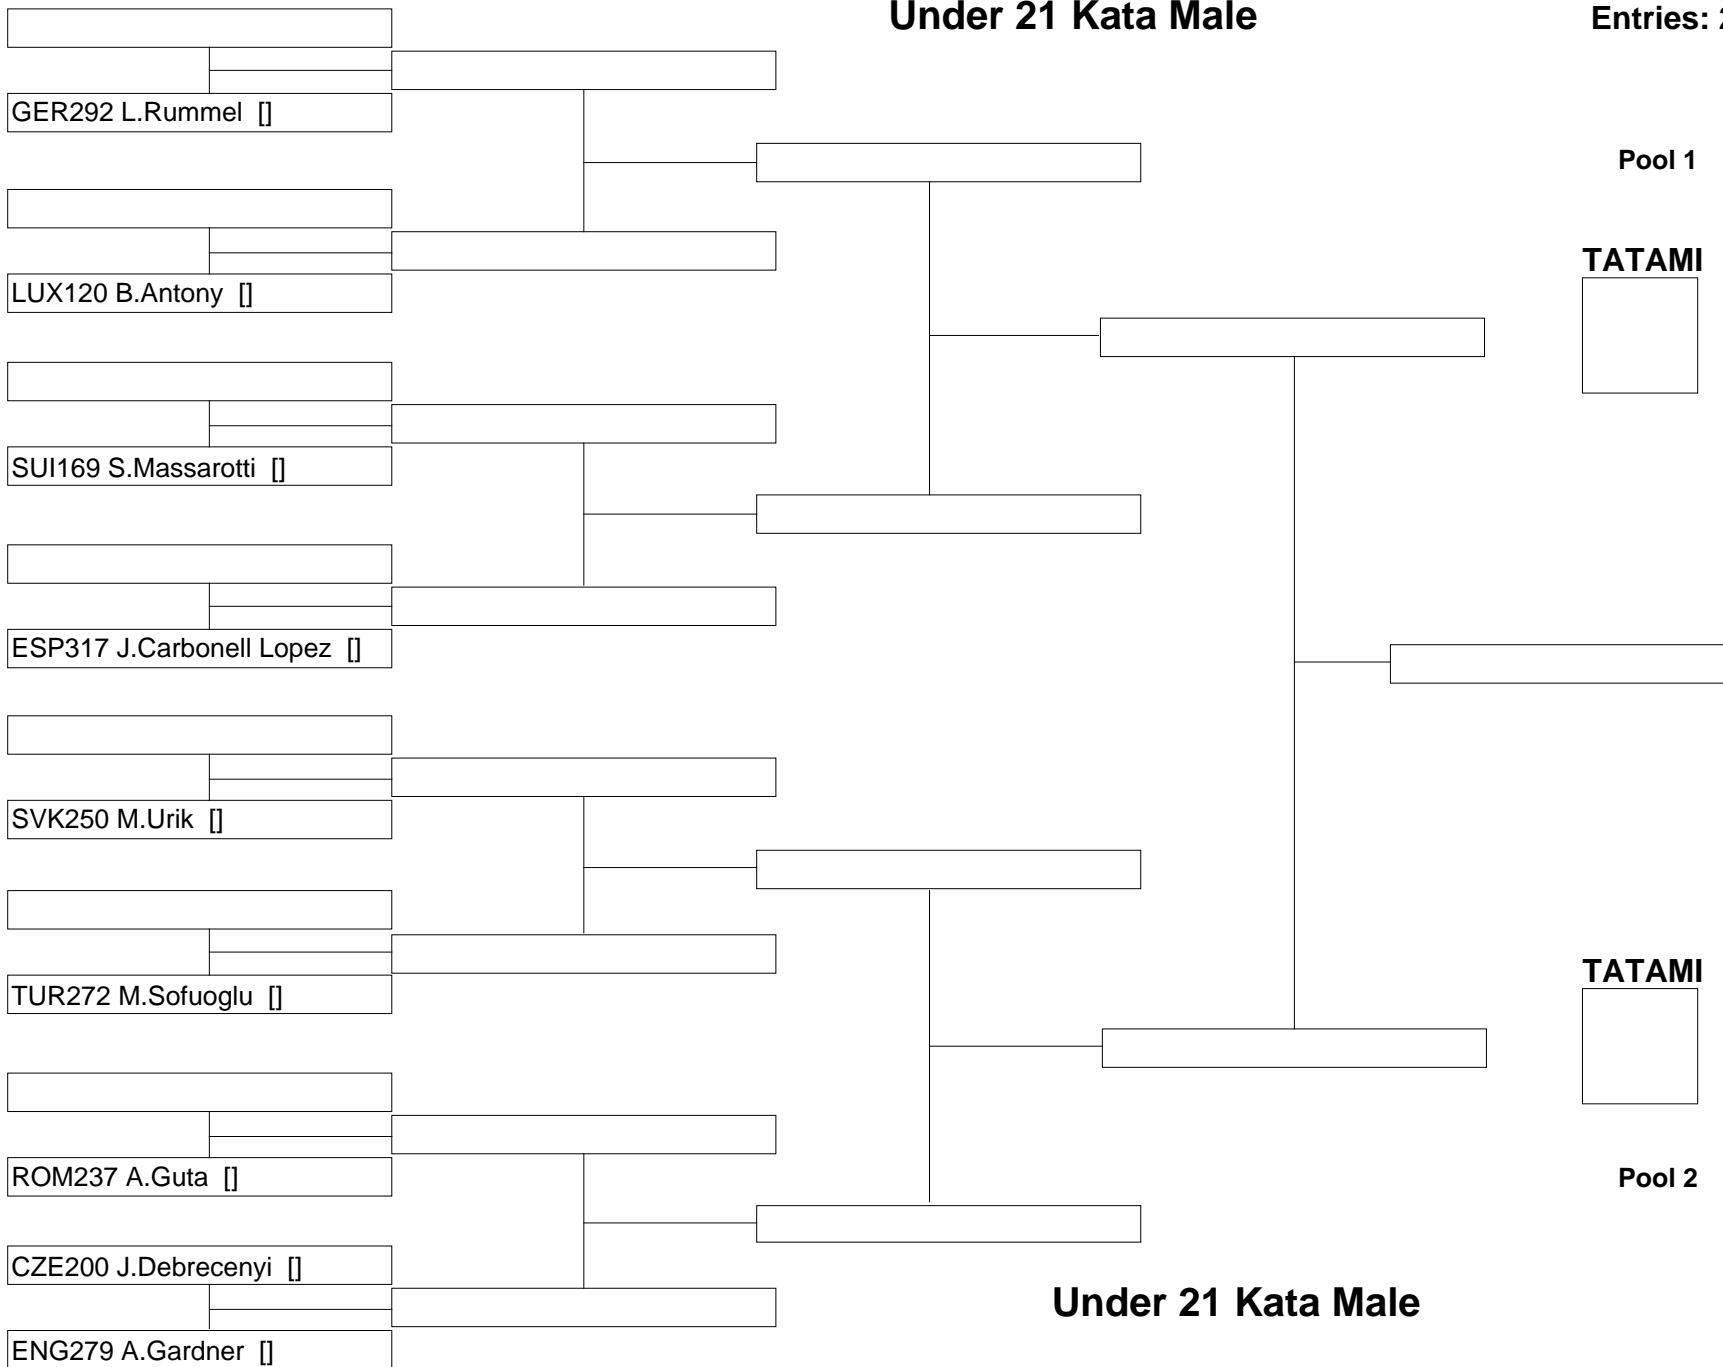 Under 21 Kata Male
Entries: 2
GER292 L.Rummel []
Pool 1
LUX120 B.Antony []
TATAMI
SUI169 S.Massarotti []
ESP317 J.Carbonell Lopez []
SVK250 M.Urik []
TUR272 M.Sofuoglu []
TATAMI
ROM237 A.Guta []
Pool 2
CZE200 J.Debrecenyi []
Under 21 Kata Male
ENG279 A.Gardner []